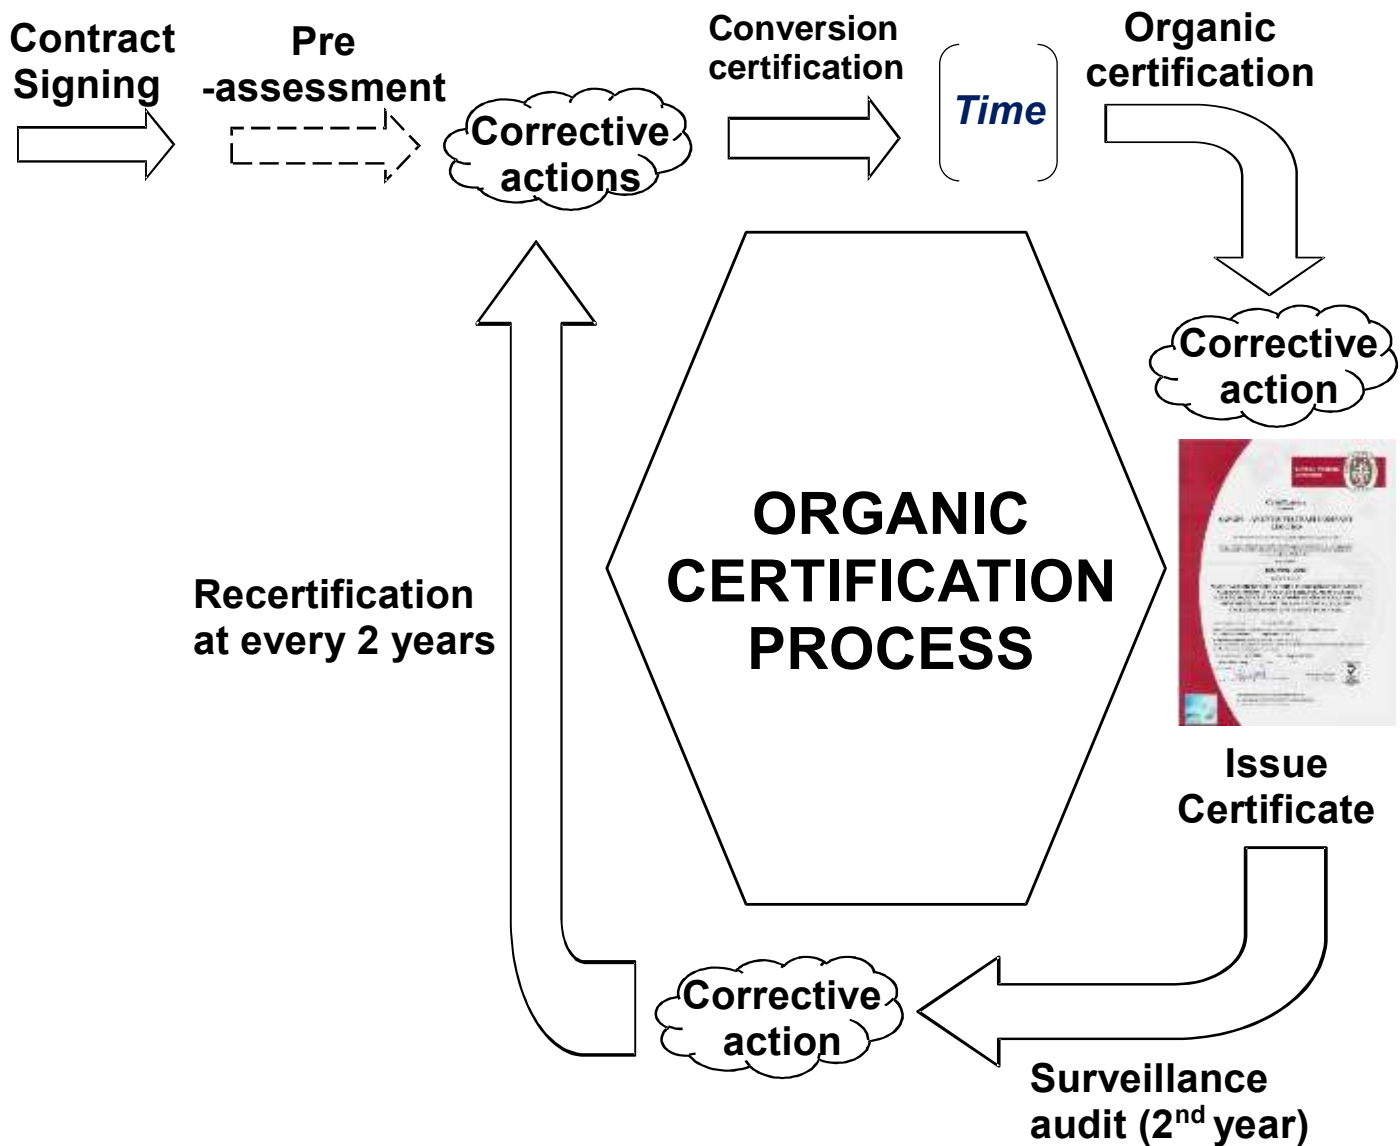 Contract
Signing
Pre
-assessment
Corrective
actions
Conversion
certification
Time
Organic
certification
Corrective
action
ORGANIC
CERTIFICATION
PROCESS
Recertification
at every 2 years
Issue
Certificate
Corrective
action
Surveillance
audit (2nd year)